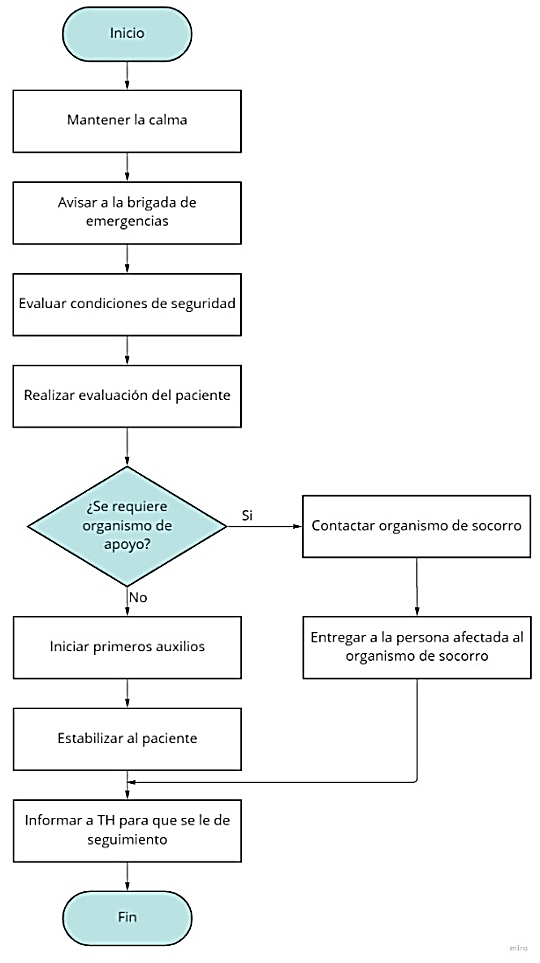 Inicio
Mantener la calma
Avisar a la brigada de
emergencias
Evaluar condiciones de seguridad
Realizar evaluación del paciente
¿Se requiere
organismo de
apoyo?
Si
Contactar organismo de socorro
No
Iniciar primeros auxilios
Entregar a la persona afectada al
organismo de socorro
Estabilizar al paciente
Informar a TH para que se le de
seguimiento
Fin
miro